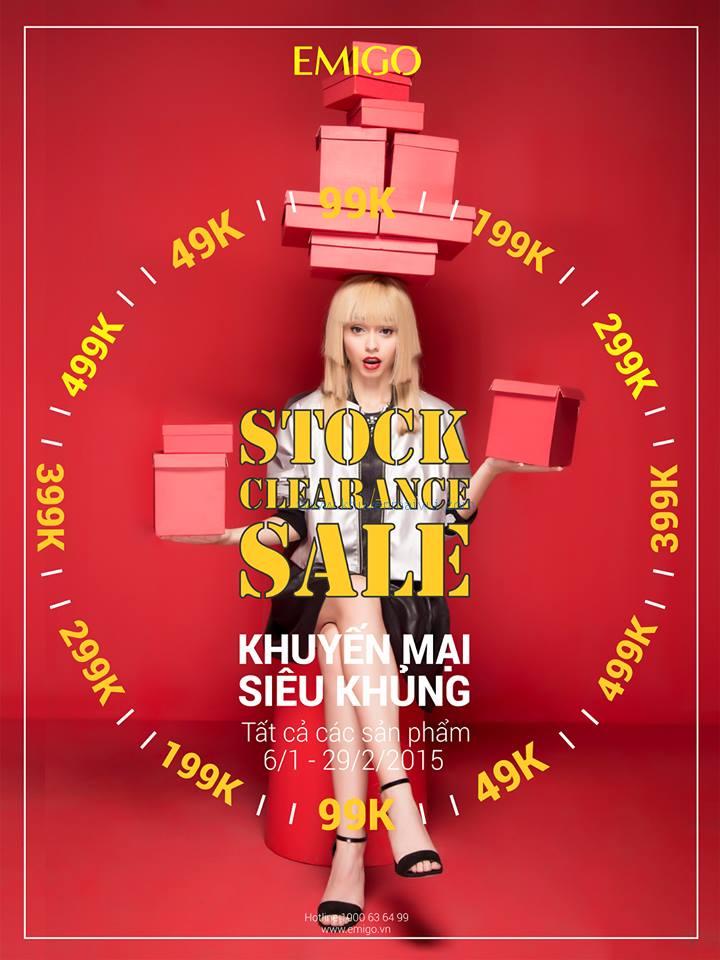 EMIGO
99K
199K
299K
399K
499K
49K
99K
199K
299K
399K
499K
49K
STOCK
CLEARANCE
SALE
KHUYẾN MẠI
SIÊU KHỦNG
Tất cả các sản phẩm
6/1 - 29/2/2015
Hotline: 1900 63 64 99
www.emigo.vn